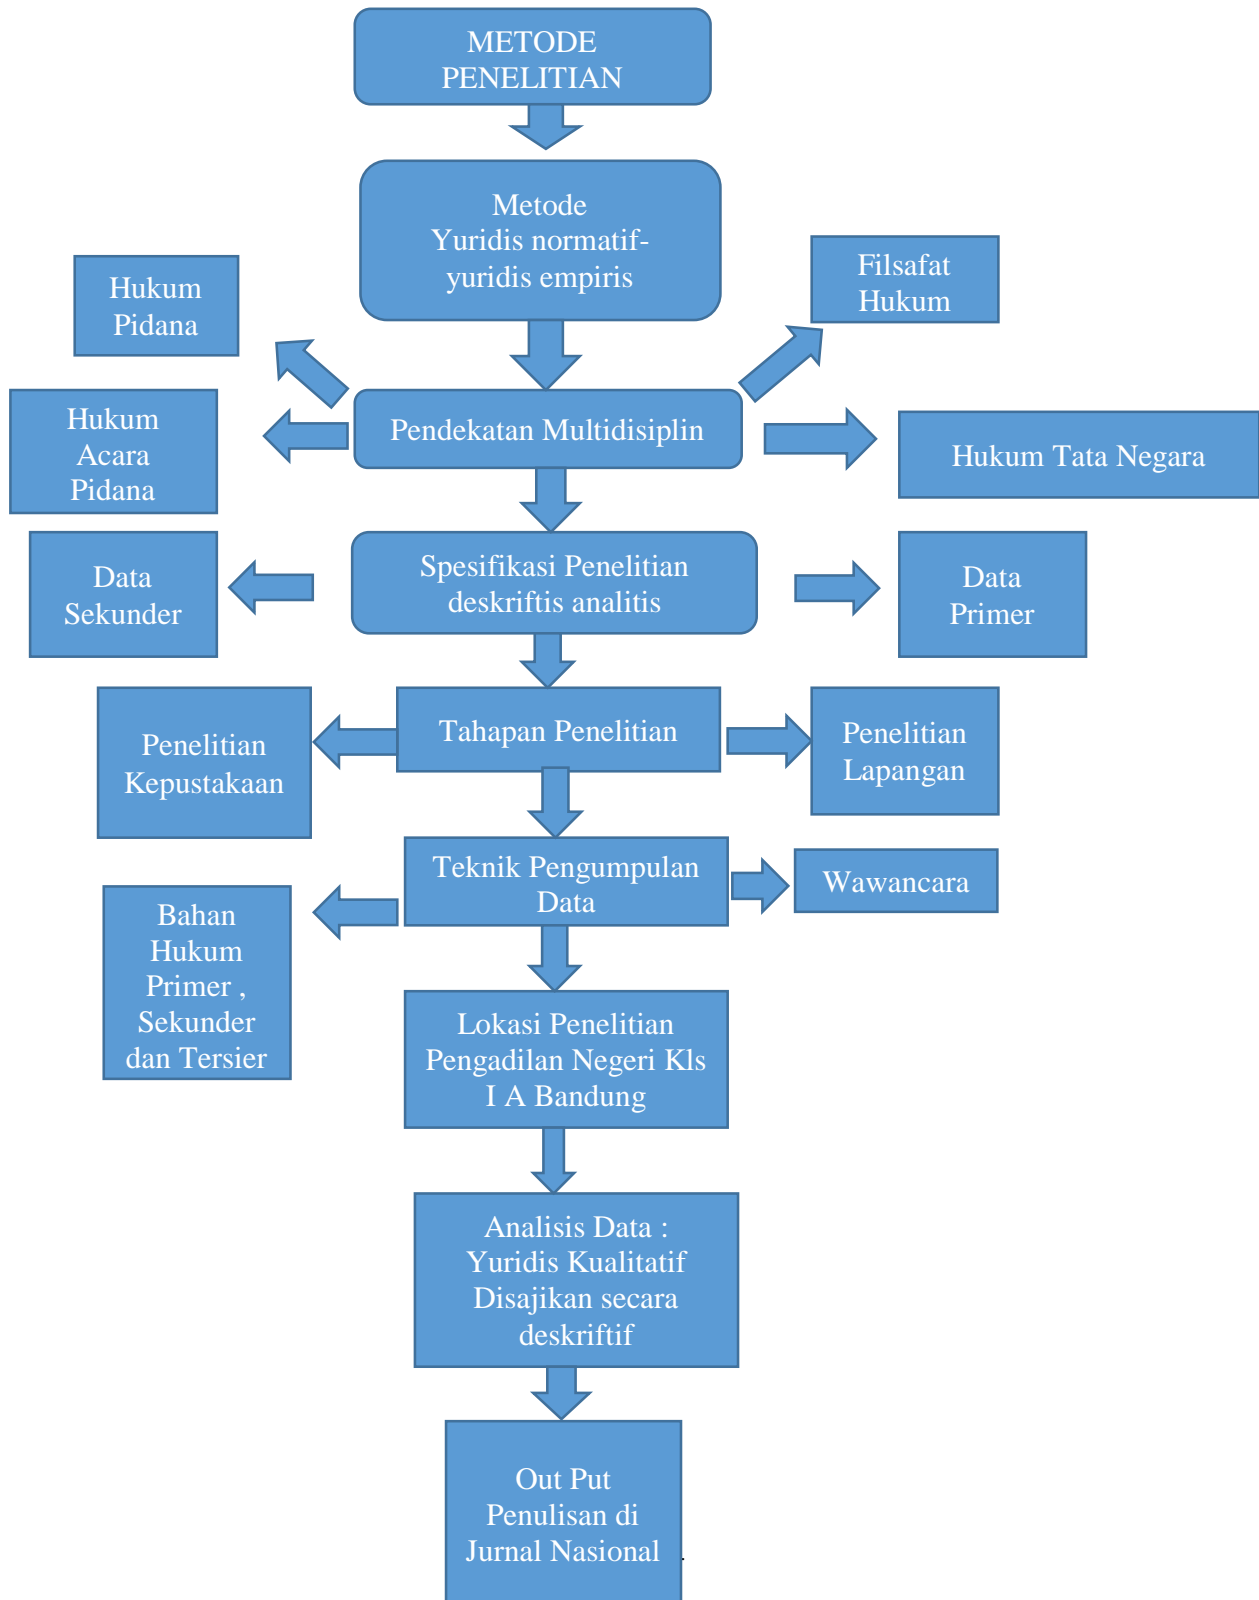 METODE
PENELITIAN
Metode
Yuridis normatif-
yuridis empiris
Filsafat
Hukum
Hukum
Pidana
Hukum
Acara
Pidana
Pendekatan Multidisiplin
Hukum Tata Negara
Data
Sekunder
Spesifikasi Penelitian
deskriftis analitis
Data
Primer
Penelitian
Kepustakaan
Tahapan Penelitian
Penelitian
Lapangan
Teknik Pengumpulan
Data
Wawancara
Bahan
Hukum
Primer ,
Sekunder
dan Tersier
Lokasi Penelitian
Pengadilan Negeri Kls
I A Bandung
Analisis Data :
Yuridis Kualitatif
Disajikan secara
deskriftif
Out Put
Penulisan di
Jurnal Nasional .